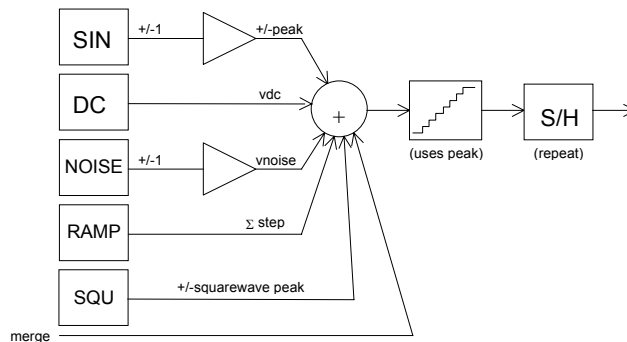 SIN +/-1 +/-peak
DC vdc
+
S/H
(uses peak) (repeat)
NOISE +/-1 vnoise
RAMP Σ step
SQU +/-squarewave peak
merge